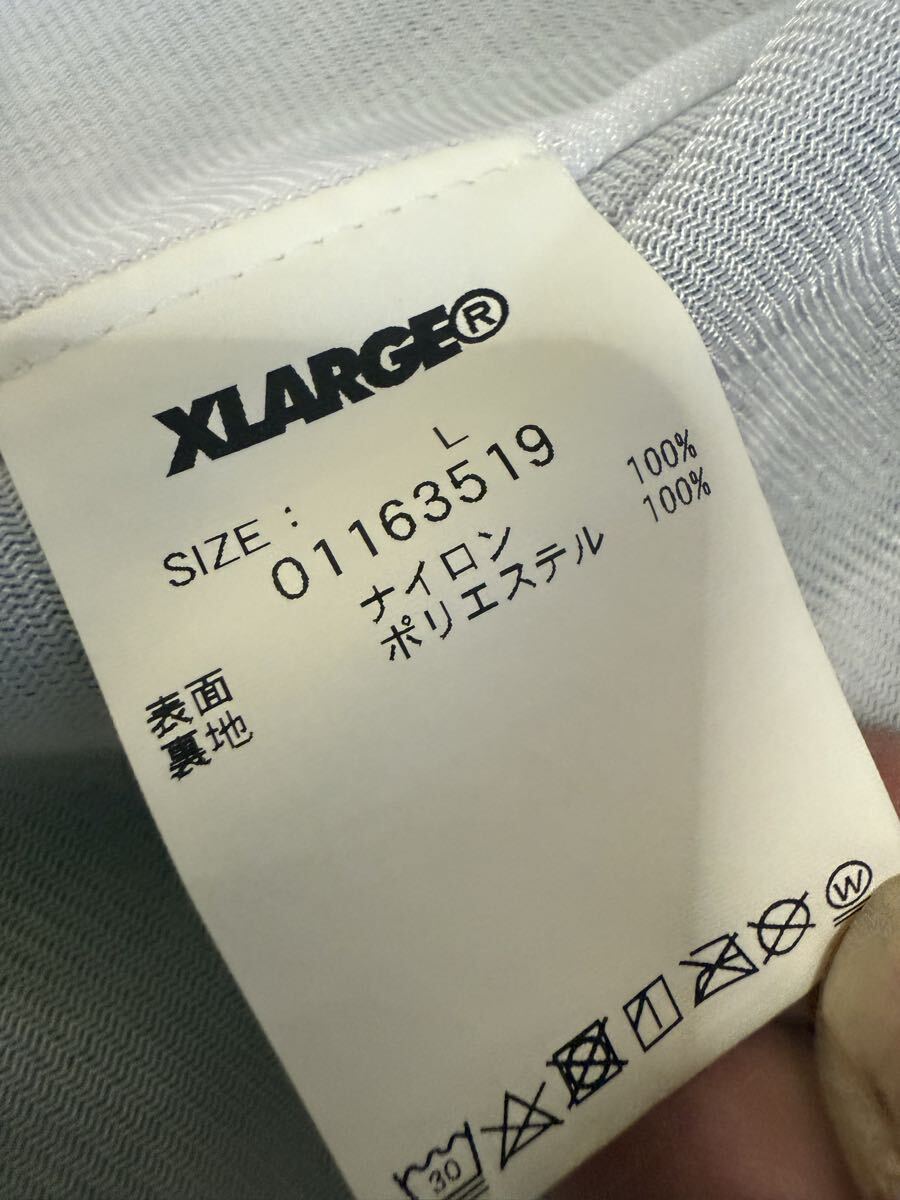 XLARGE®
SIZE : L
01163519
表面 ナイロン 100%
裏地 ポリエステル 100%
30
W